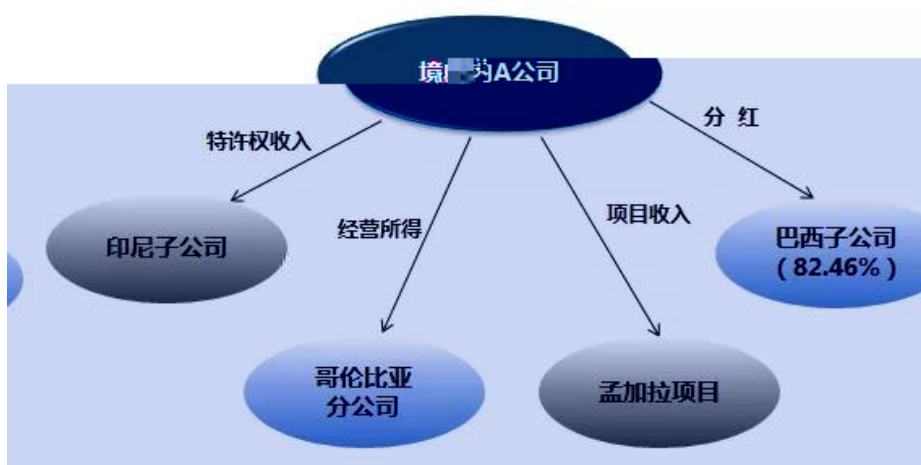 境内A公司
分 红
特许权收入
项目收入
经营所得
印尼子公司
巴西子公司
(82.46%)
哥伦比亚
分公司
孟加拉项目